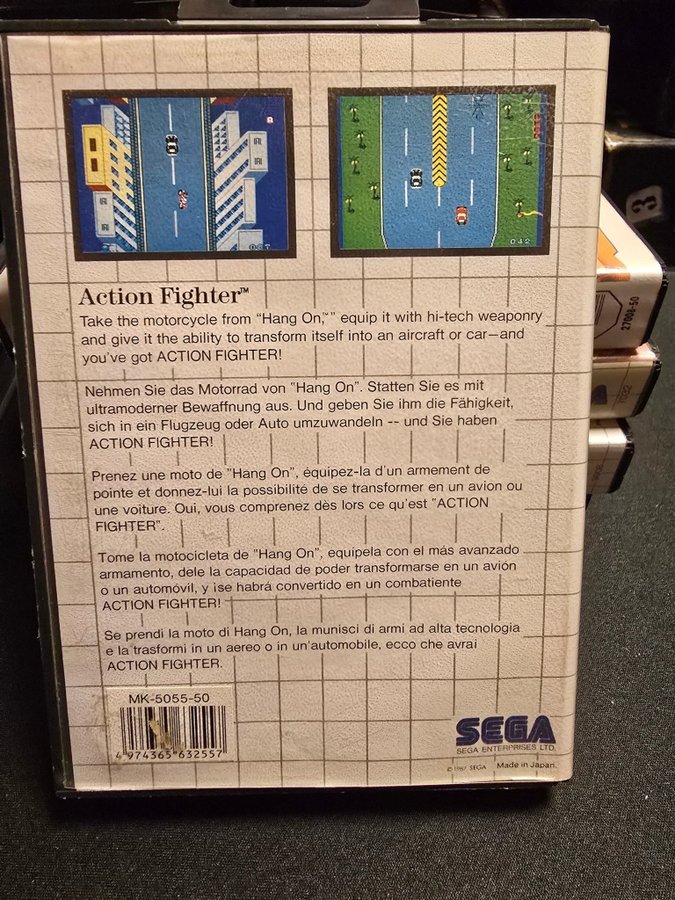 Action Fighter™
Take the motorcycle from "Hang On,™" equip it with hi-tech weaponry
and give it the ability to transform itself into an aircraft or car—and
you've got ACTION FIGHTER!
Nehmen Sie das Motorrad von "Hang On". Statten Sie es mit
ultramoderner Bewaffnung aus. Und geben Sie ihm die Fähigkeit,
sich in ein Flugzeug oder Auto umzuwandeln -- und Sie haben
ACTION FIGHTER!
Prenez une moto de "Hang On", équipez-la d'un armement de
pointe et donnez-lui la possibilité de se transformer en un avion ou
une voiture. Oui, vous comprenez dès lors ce qu'est "ACTION
FIGHTER".
Tome la motocicleta de "Hang On", equipela con el más avanzado
armamento, dele la capacidad de poder transformarse en un avión
o un automóvil, y ¡se habrá convertido en un combatiente
ACTION FIGHTER!
Se prendi la moto di Hang On, la munisci di armi ad alta tecnologia
e la trasformi in un aereo o in un'automobile, ecco che avrai
ACTION FIGHTER.
MK-5055-50
4 974365 632557
SEGA
SEGA ENTERPRISES LTD.
© 1987 SEGA Made in Japan.
042
3
27008-50